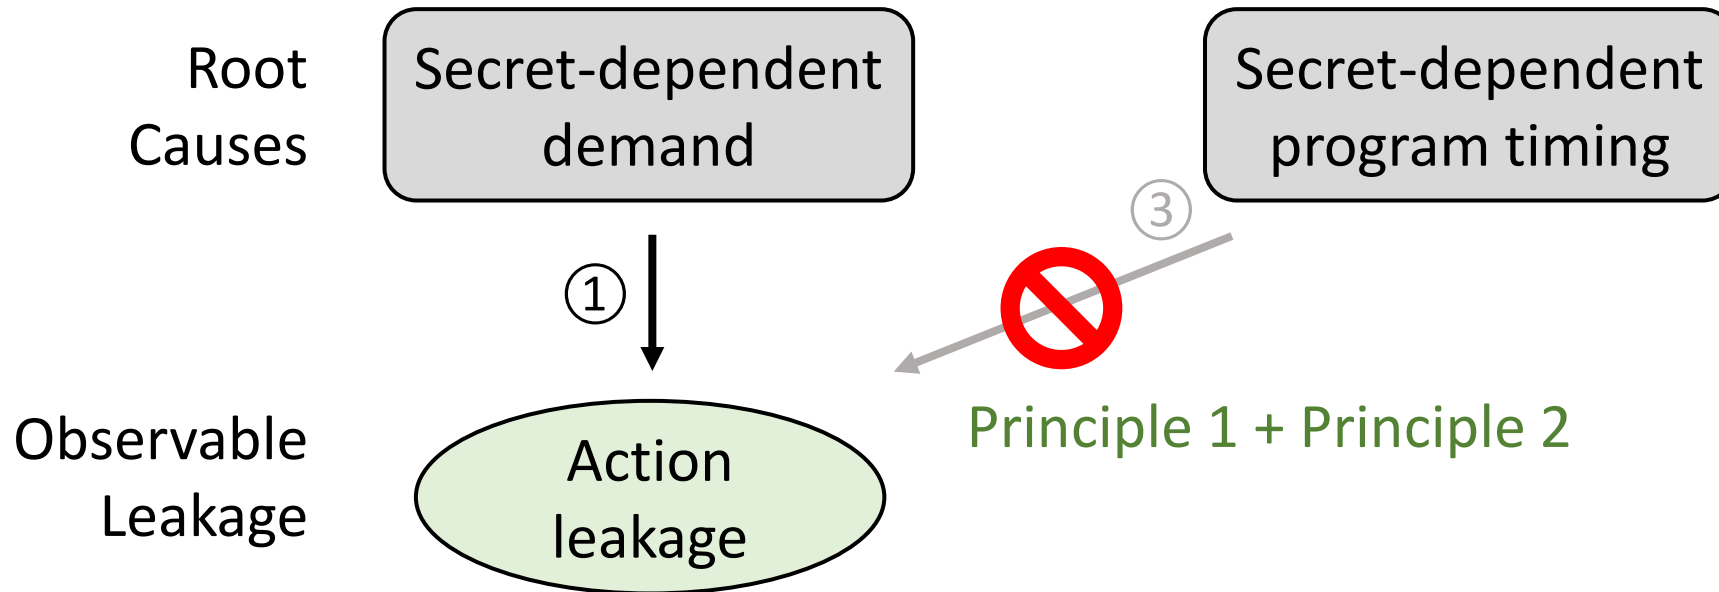 Root
Causes
Secret-dependent
demand
Secret-dependent
program timing
①
③
Observable
Leakage
Action
leakage
Principle 1 + Principle 2